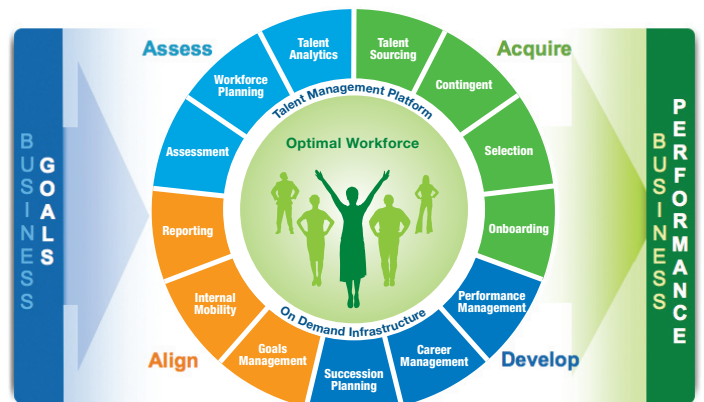 BUSINESS
GOALS
Assess
Acquire
Talent
Analytics
Talent
Sourcing
Workforce
Planning
Contingent
Assessment
Selection
Reporting
Onboarding
Internal
Mobility
Performance
Management
Goals
Management
Career
Management
Succession
Planning
Talent Management Platform
Optimal Workforce
On Demand Infrastructure
Align
Develop
BUSINESS
PERFORMANCE